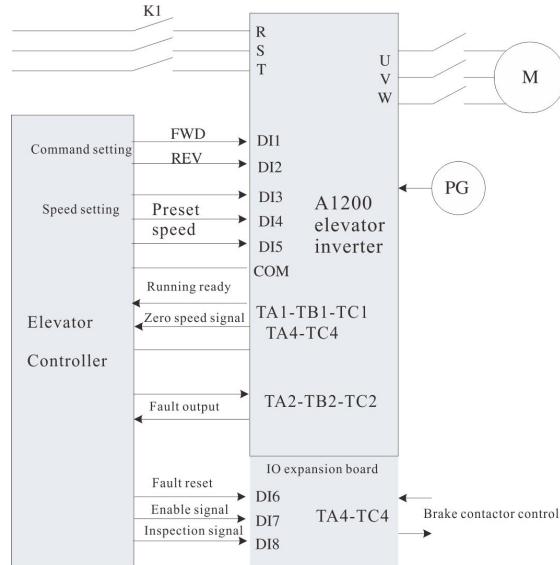 K1
R
S
T
U
V
W
M
Command setting
FWD
DI1
REV
DI2
PG
Speed setting
DI3
Preset
speed
DI4
DI5
A1200
elevator
inverter
COM
Running ready
TA1-TB1-TC1
Zero speed signal
TA4-TC4
Elevator
Controller
TA2-TB2-TC2
Fault output
IO expansion board
Fault reset
DI6
Enable signal
DI7
TA4-TC4
Brake contactor control
Inspection signal
DI8